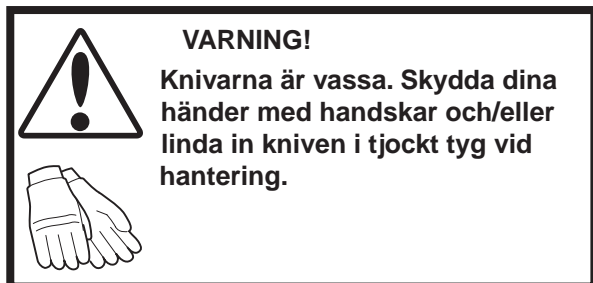 VARNING!
Knivarna är vassa. Skydda dina
händer med handskar och/eller
linda in kniven i tjockt tyg vid
hantering.